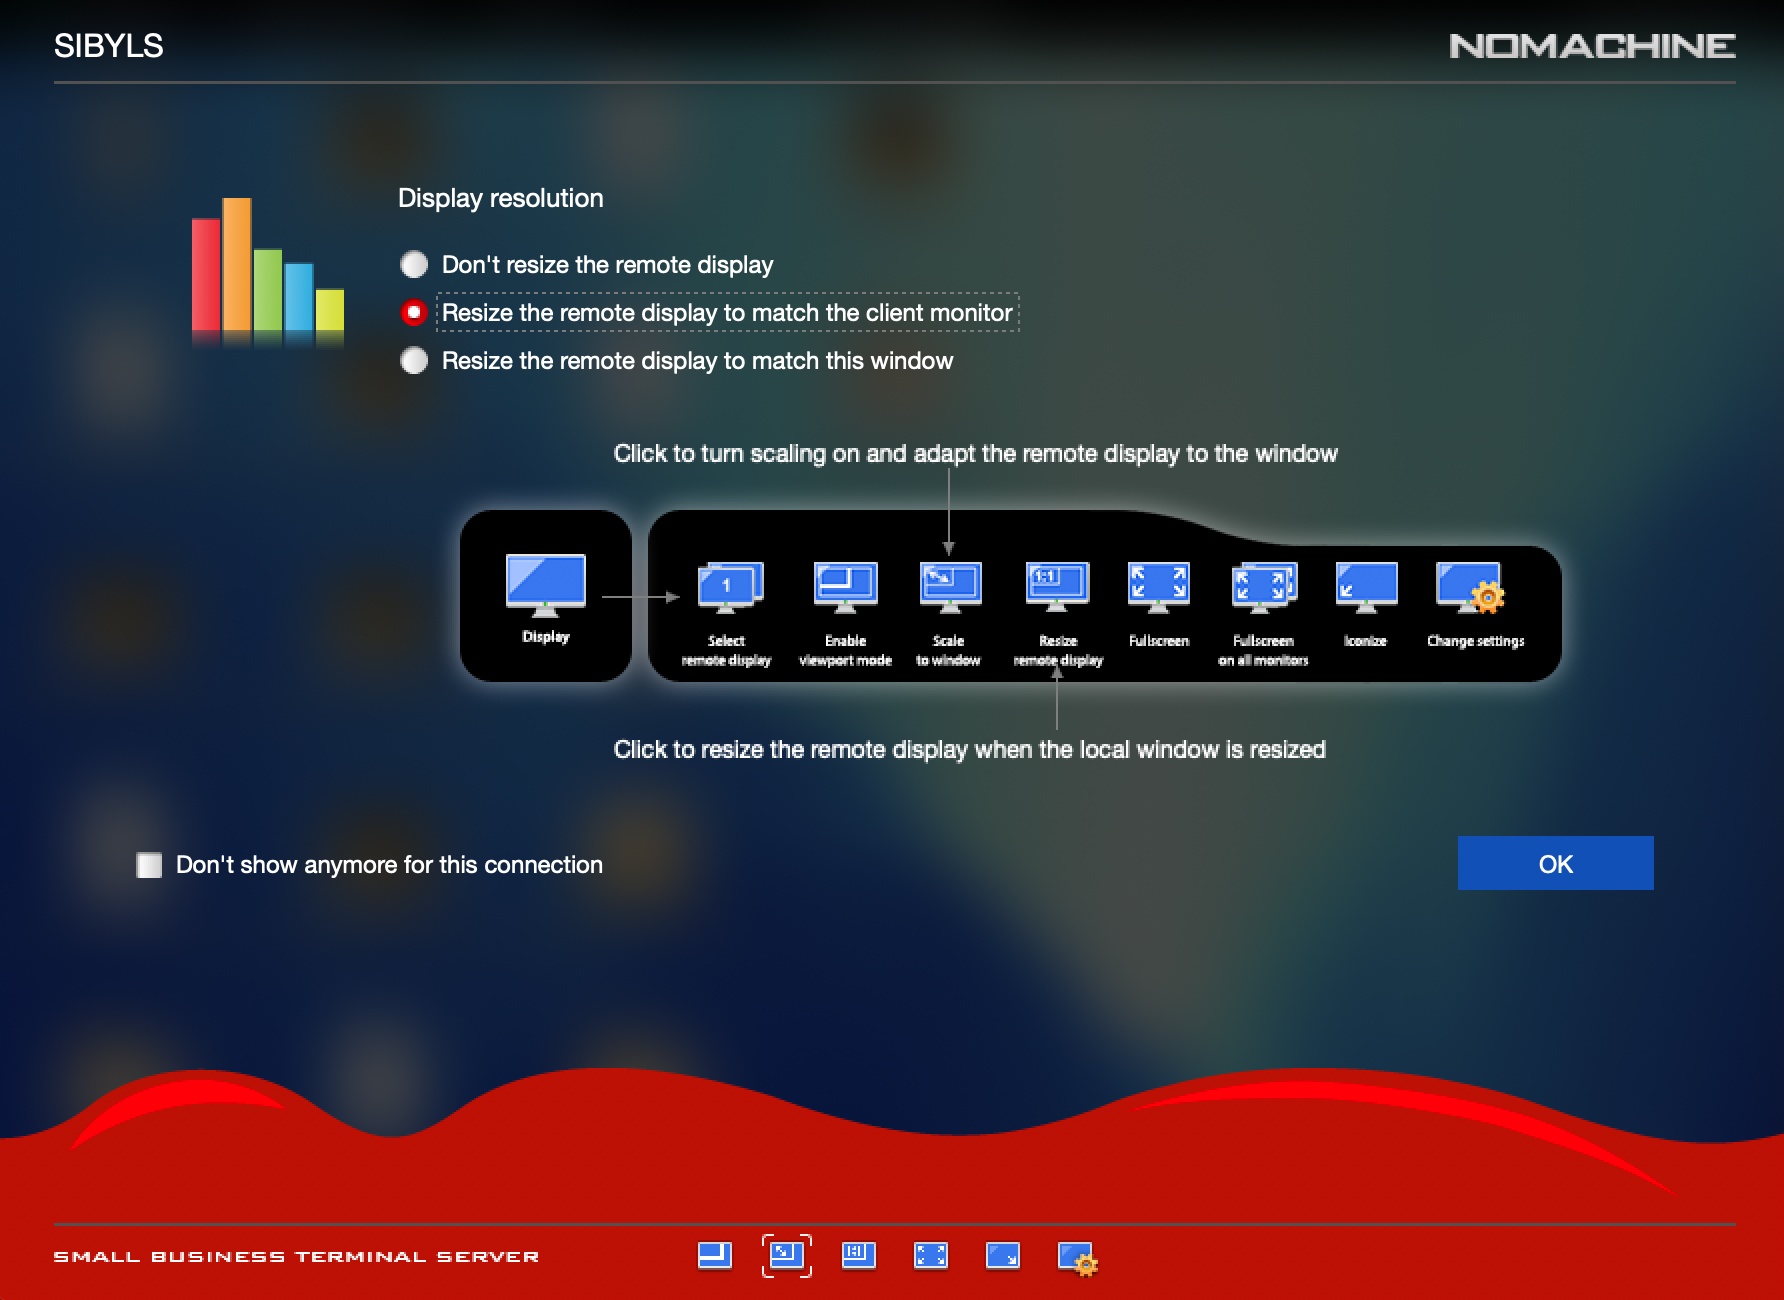 SIBYLS
NOMACHINE
Display resolution
Don't resize the remote display
Resize the remote display to match the client monitor
Resize the remote display to match this window
Click to turn scaling on and adapt the remote display to the window
1
1:1
Display
Select
remote display
Enable
viewport mode
Scale
to window
Resize
remote display
Fullscreen
Fullscreen
on all monitors
Iconize
Change settings
Click to resize the remote display when the local window is resized
Don't show anymore for this connection
OK
SMALL BUSINESS TERMINAL SERVER